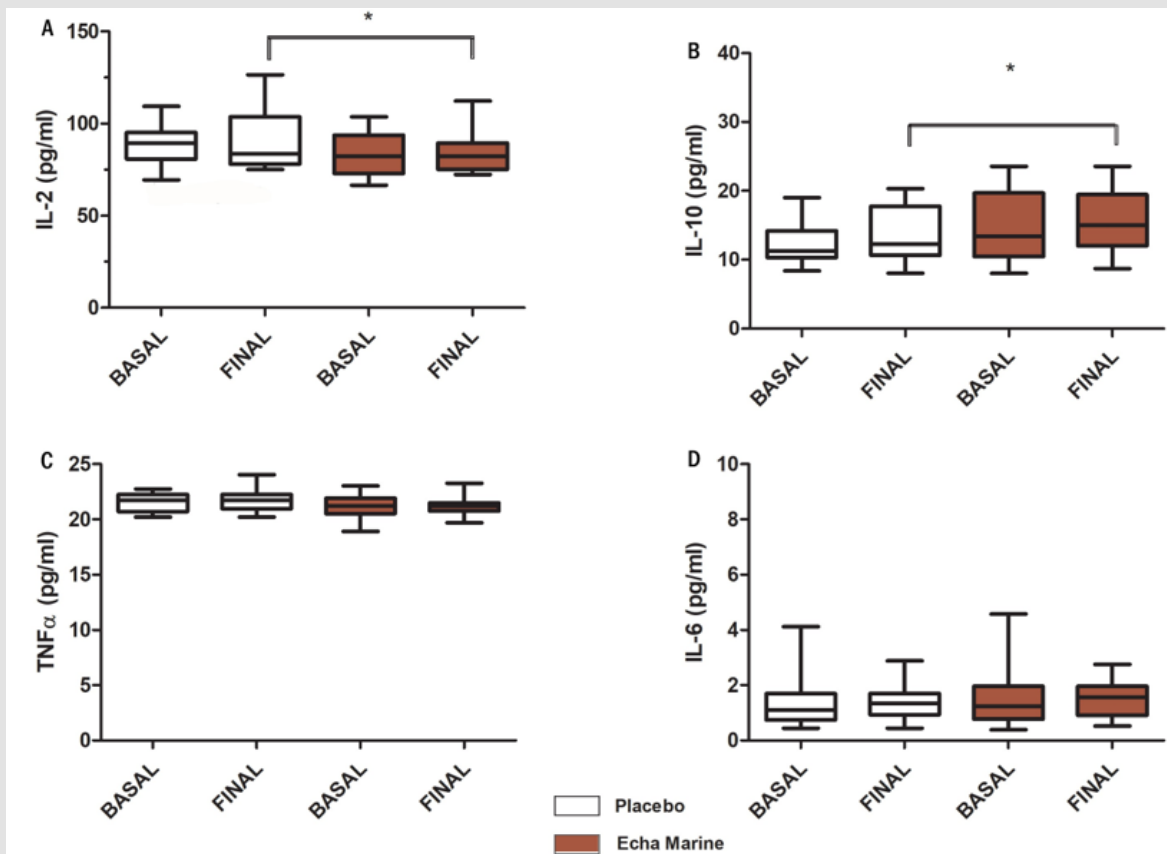 A
*
150
100
50
0
IL-2 (pg/ml)
BASAL
FINAL
BASAL
FINAL
B
*
40
30
20
10
0
IL-10 (pg/ml)
BASAL
FINAL
BASAL
FINAL
C
25
20
15
10
5
0
TNFα (pg/ml)
BASAL
FINAL
BASAL
FINAL
D
10
8
6
4
2
0
IL-6 (pg/ml)
BASAL
FINAL
BASAL
FINAL
Placebo
Echa Marine